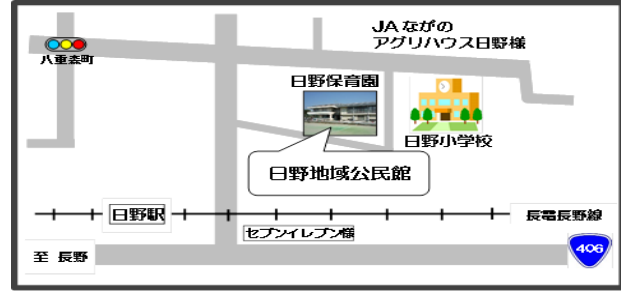 JAながの
アグリハウス日野様
八重森町
日野保育園
日野小学校
日野地域公民館
日野駅
長電長野線
セブンイレブン様
至 長野
406